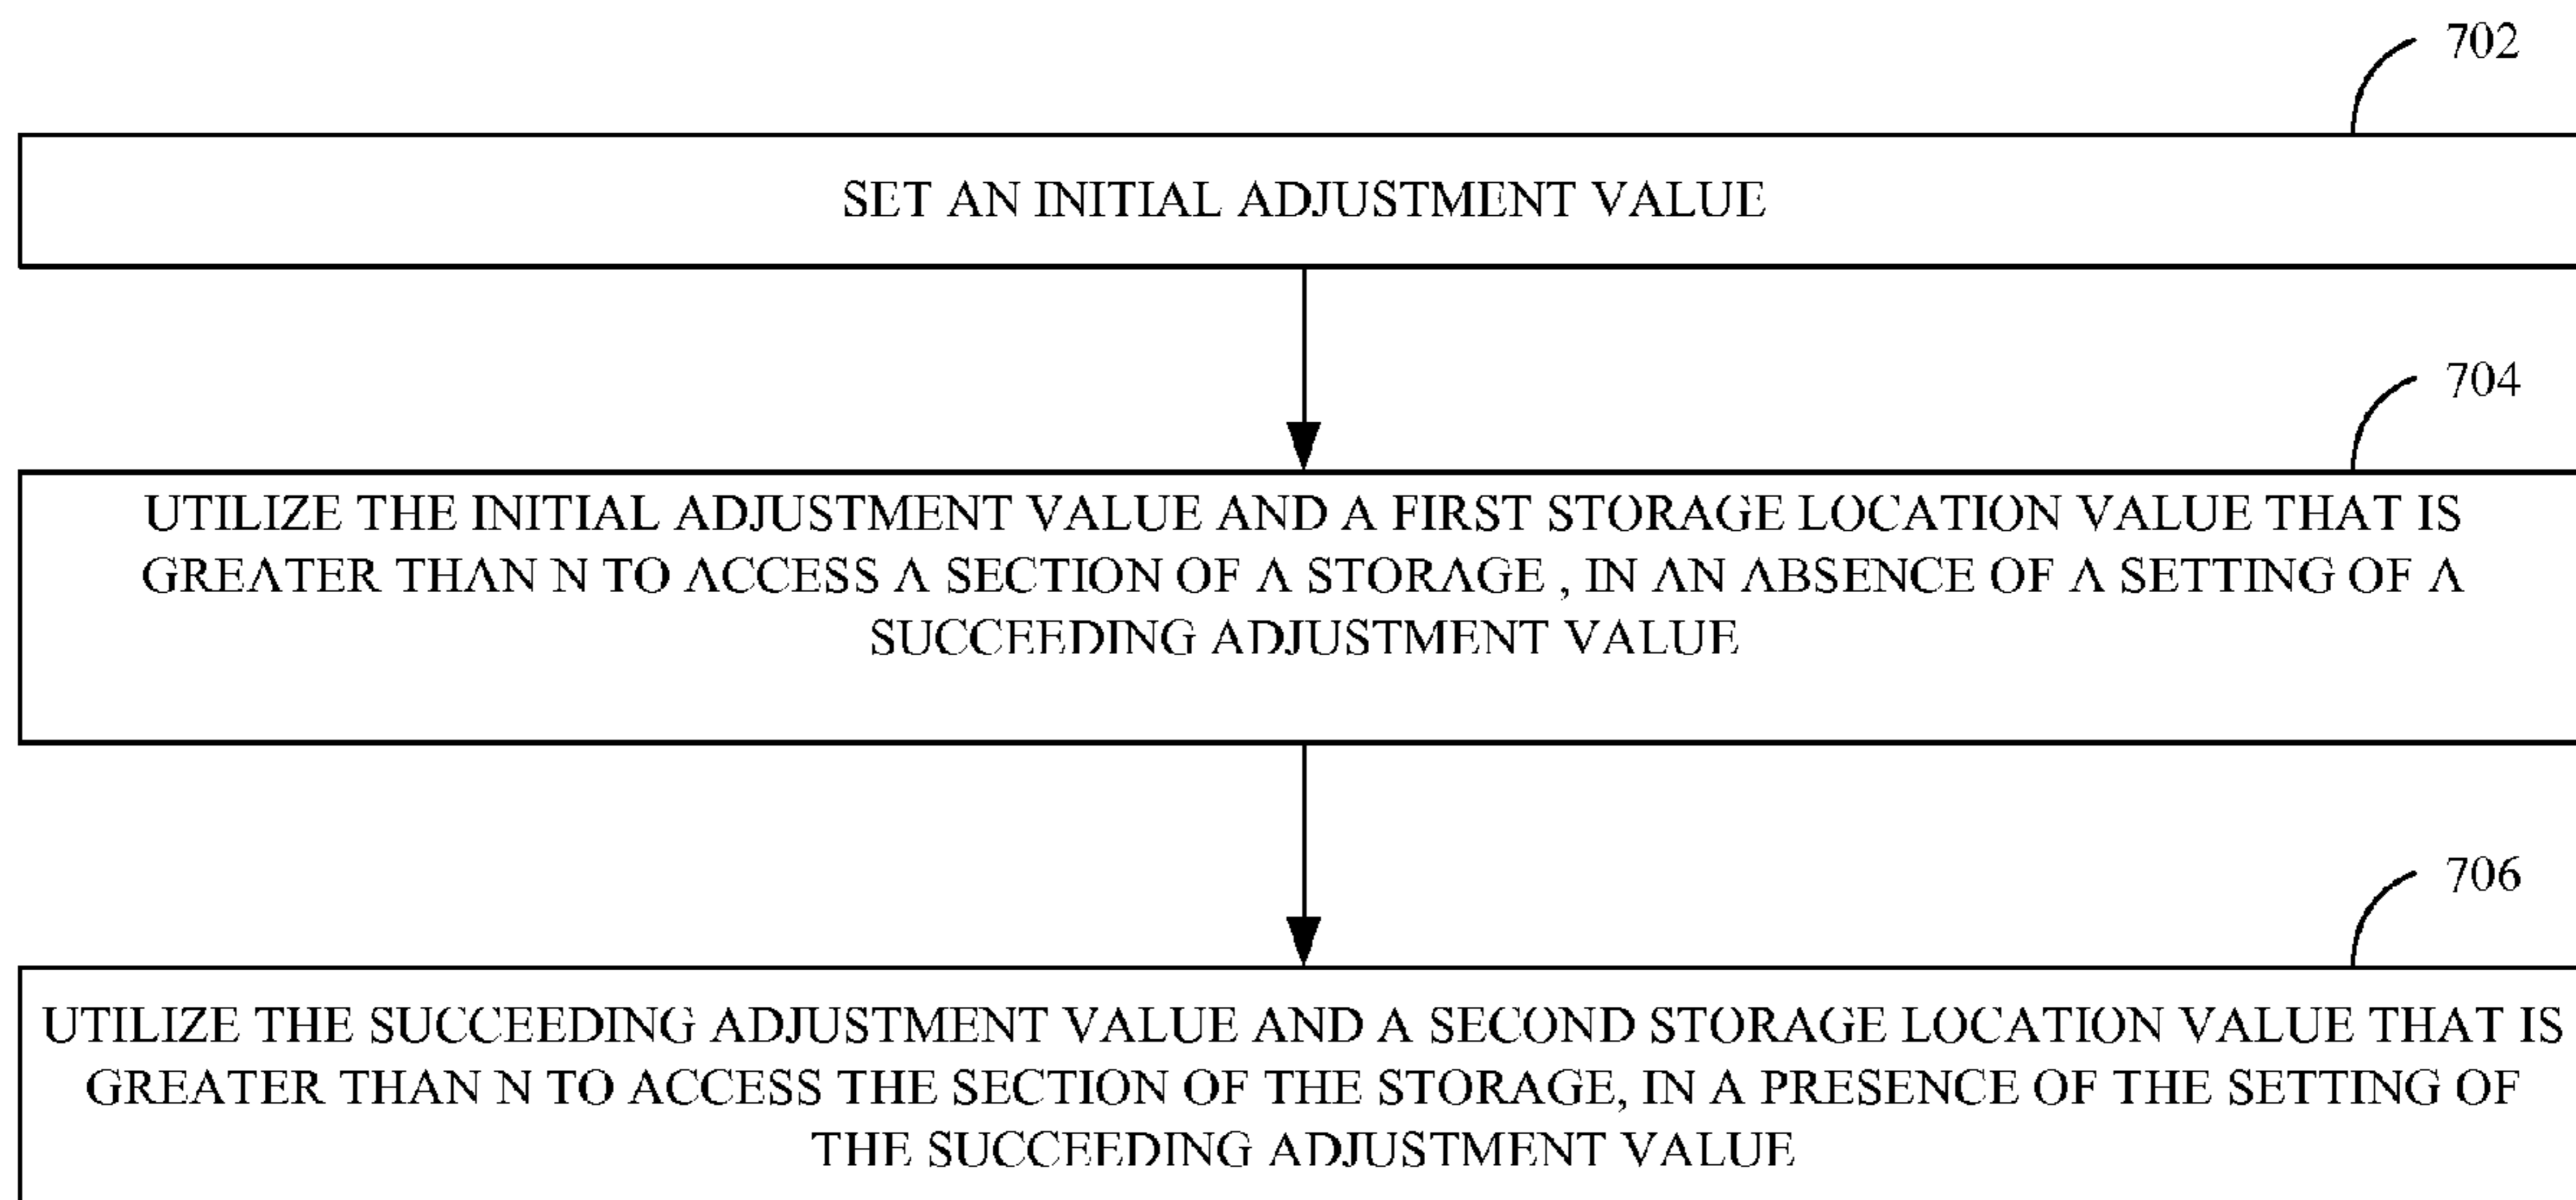 702
SET AN INITIAL ADJUSTMENT VALUE
704
UTILIZE THE INITIAL ADJUSTMENT VALUE AND A FIRST STORAGE LOCATION VALUE THAT IS
GREATER THAN N TO ACCESS A SECTION OF A STORAGE , IN AN ABSENCE OF A SETTING OF A
SUCCEEDING ADJUSTMENT VALUE
706
UTILIZE THE SUCCEEDING ADJUSTMENT VALUE AND A SECOND STORAGE LOCATION VALUE THAT IS
GREATER THAN N TO ACCESS THE SECTION OF THE STORAGE, IN A PRESENCE OF THE SETTING OF
THE SUCCEEDING ADJUSTMENT VALUE